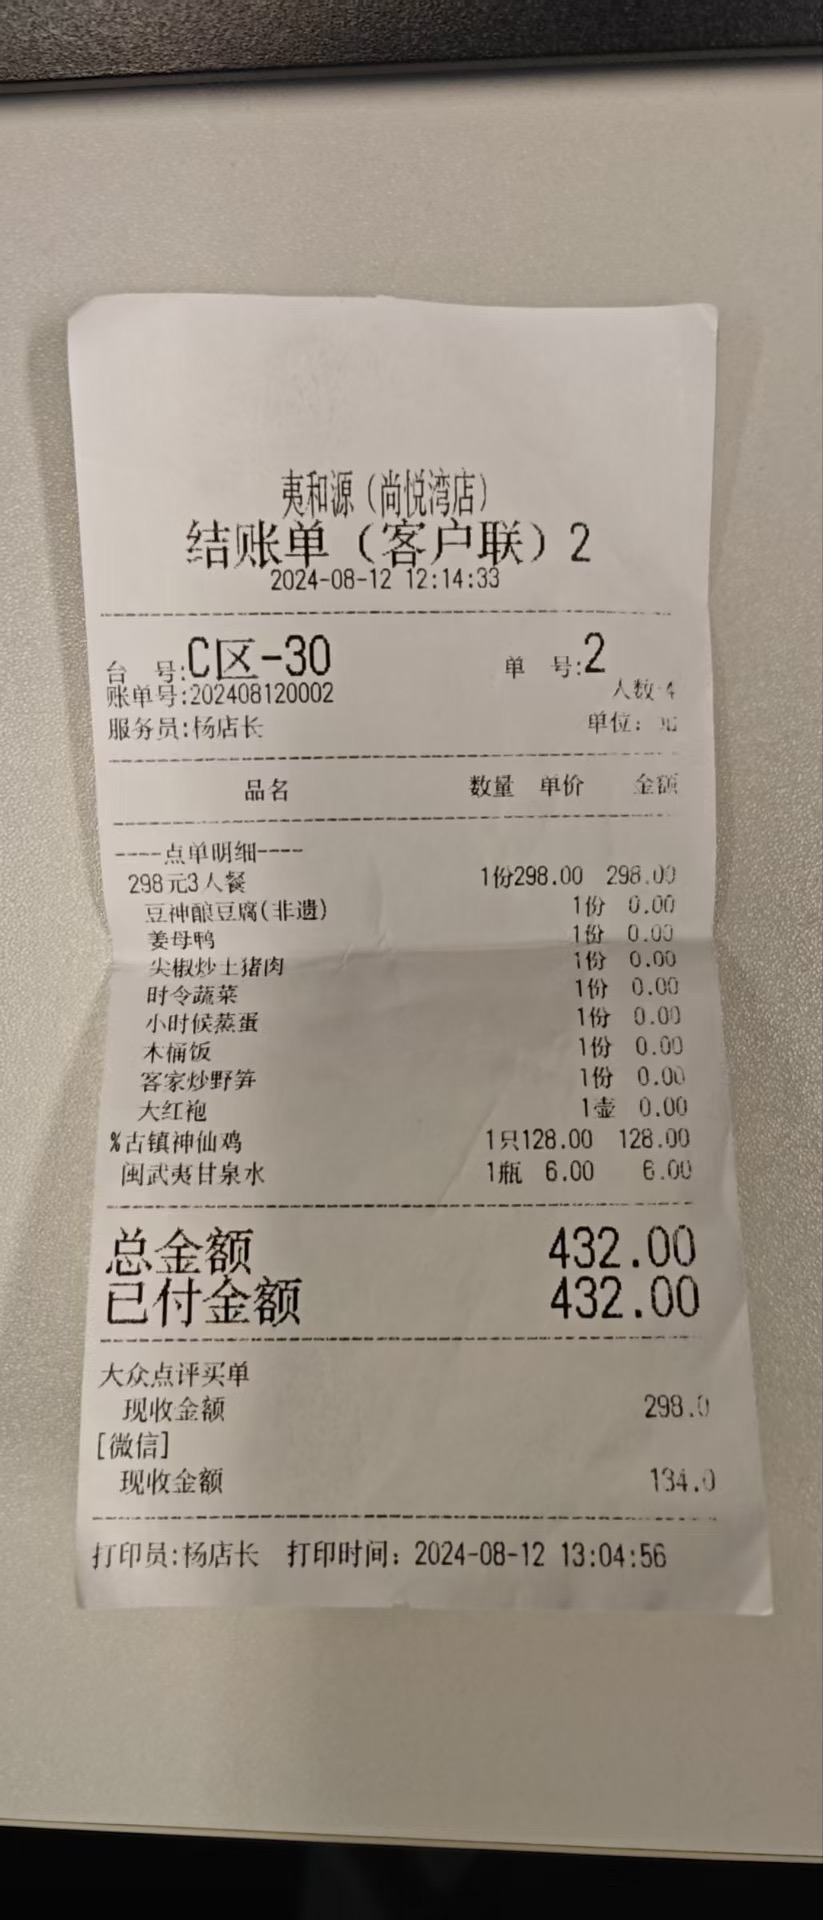 夷和源（尚悦湾店）
结账单（客户联）2
2024-08-12 12:14:33
台 号:C区-30 单 号:2
账单号:202408120002 人数:4
服务员:杨店长 单位：元
品名 数量 单价 金额
----点单明细----
298元3人餐 1份298.00 298.00
豆神酿豆腐(非遗) 1份 0.00
姜母鸭 1份 0.00
尖椒炒土猪肉 1份 0.00
时令蔬菜 1份 0.00
小时候蒸蛋 1份 0.00
木桶饭 1份 0.00
客家炒野笋 1份 0.00
大红袍 1壶 0.00
%古镇神仙鸡 1只128.00 128.00
闽武夷甘泉水 1瓶 6.00 6.00
总金额 432.00
已付金额 432.00
大众点评买单
现收金额 298.0
[微信]
现收金额 134.0
打印员:杨店长 打印时间：2024-08-12 13:04:56